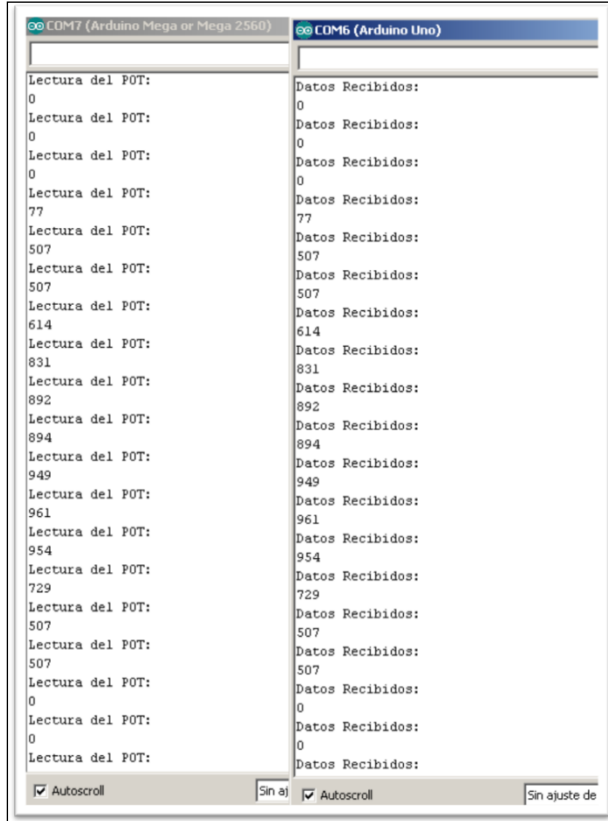 COM7 (Arduino Mega or Mega 2560)
Lectura del POT:
0
Lectura del POT:
0
Lectura del POT:
0
Lectura del POT:
77
Lectura del POT:
507
Lectura del POT:
507
Lectura del POT:
614
Lectura del POT:
831
Lectura del POT:
892
Lectura del POT:
894
Lectura del POT:
949
Lectura del POT:
961
Lectura del POT:
954
Lectura del POT:
729
Lectura del POT:
507
Lectura del POT:
507
Lectura del POT:
0
Lectura del POT:
0
Lectura del POT:
Autoscroll
Sin aj
COM6 (Arduino Uno)
Datos Recibidos:
0
Datos Recibidos:
0
Datos Recibidos:
0
Datos Recibidos:
77
Datos Recibidos:
507
Datos Recibidos:
507
Datos Recibidos:
614
Datos Recibidos:
831
Datos Recibidos:
892
Datos Recibidos:
894
Datos Recibidos:
949
Datos Recibidos:
961
Datos Recibidos:
954
Datos Recibidos:
729
Datos Recibidos:
507
Datos Recibidos:
507
Datos Recibidos:
0
Datos Recibidos:
0
Datos Recibidos:
Autoscroll
Sin ajuste de